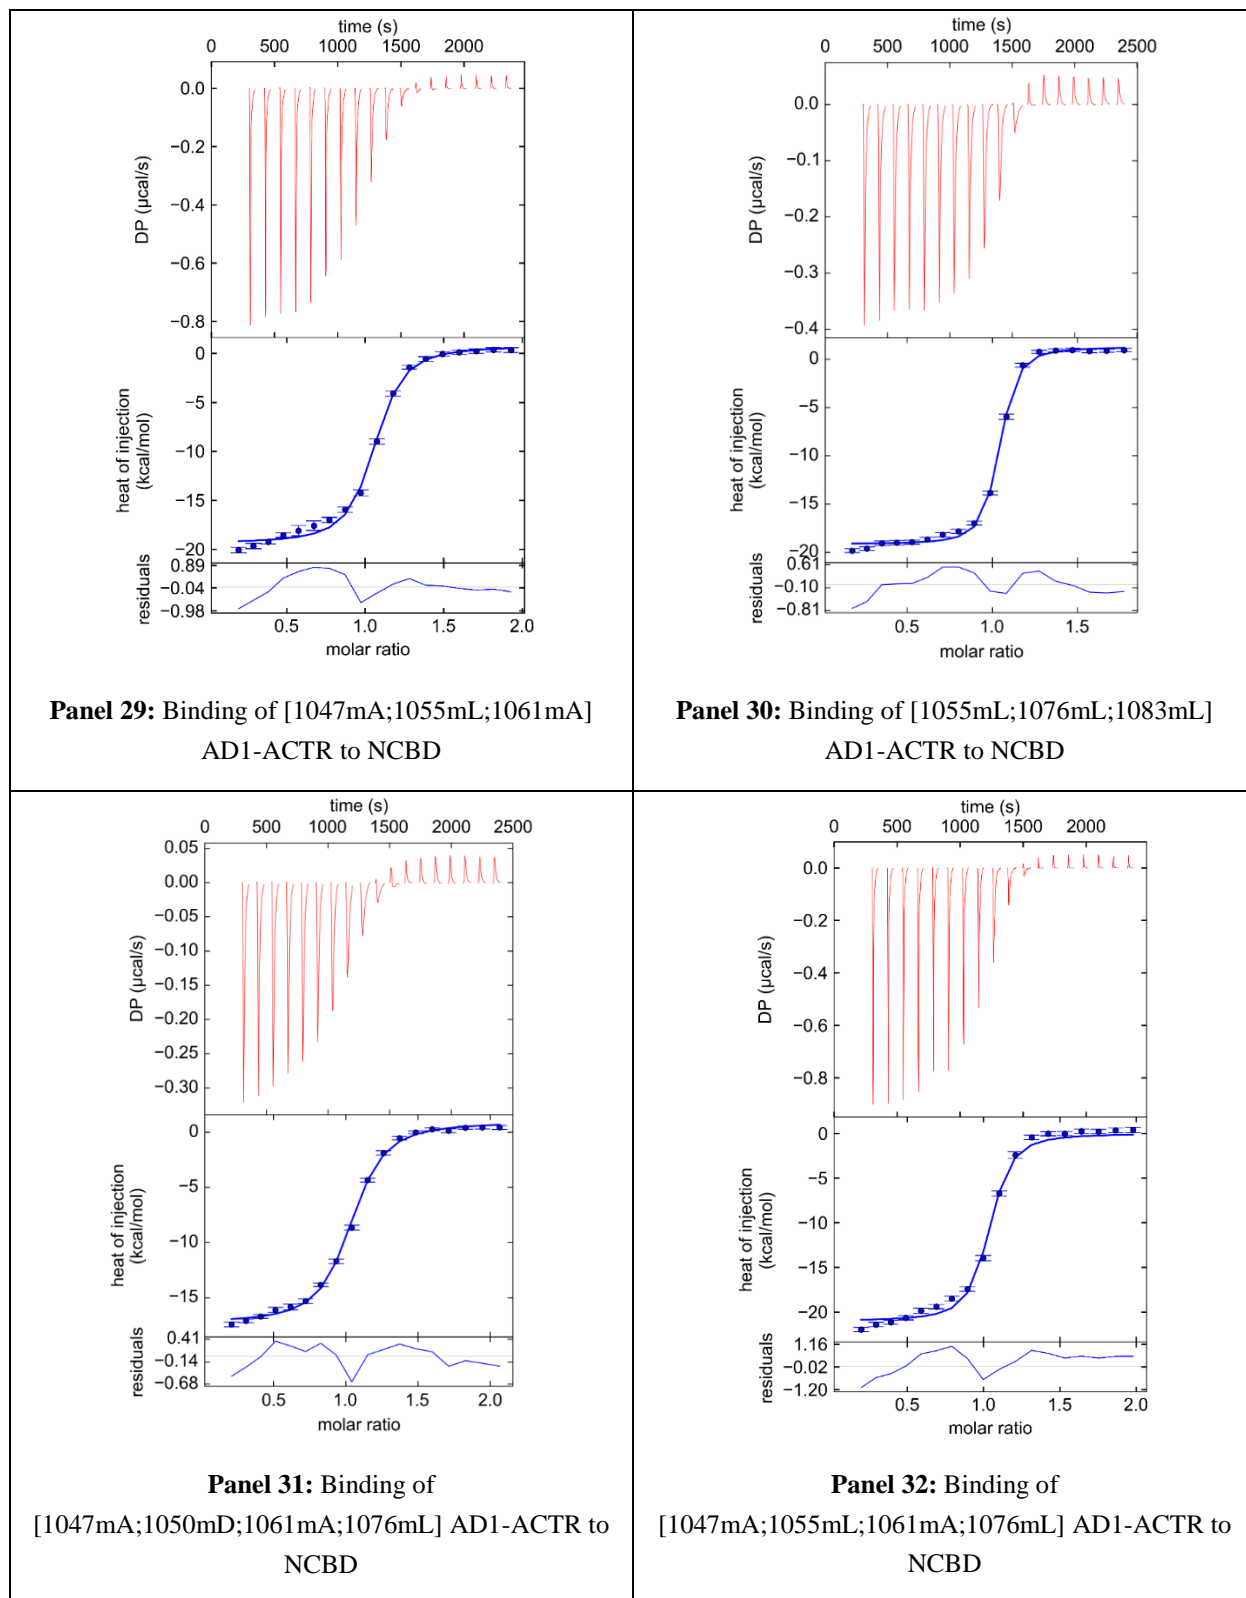 time (s)
0 500 1000 1500 2000
0.0
−0.2
−0.4
−0.6
−0.8
DP (µcal/s)
0
−5
−10
−15
−20
heat of injection
(kcal/mol)
0.89
−0.04
−0.98
residuals
0.5 1.0 1.5 2.0
molar ratio
Panel 29: Binding of [1047mA;1055mL;1061mA]
AD1-ACTR to NCBD
time (s)
0 500 1000 1500 2000 2500
0.0
−0.1
−0.2
−0.3
−0.4
DP (µcal/s)
0
−5
−10
−15
−20
heat of injection
(kcal/mol)
0.61
−0.10
−0.81
residuals
0.5 1.0 1.5
molar ratio
Panel 30: Binding of [1055mL;1076mL;1083mL]
AD1-ACTR to NCBD
time (s)
0 500 1000 1500 2000 2500
0.05
0.00
−0.05
−0.10
−0.15
−0.20
−0.25
−0.30
DP (µcal/s)
0
−5
−10
−15
heat of injection
(kcal/mol)
0.41
−0.14
−0.68
residuals
0.5 1.0 1.5 2.0
molar ratio
Panel 31: Binding of
[1047mA;1050mD;1061mA;1076mL] AD1-ACTR to
NCBD
time (s)
0 500 1000 1500 2000
0.0
−0.2
−0.4
−0.6
−0.8
DP (µcal/s)
0
−5
−10
−15
−20
heat of injection
(kcal/mol)
1.16
−0.02
−1.20
residuals
0.5 1.0 1.5 2.0
molar ratio
Panel 32: Binding of
[1047mA;1055mL;1061mA;1076mL] AD1-ACTR to
NCBD